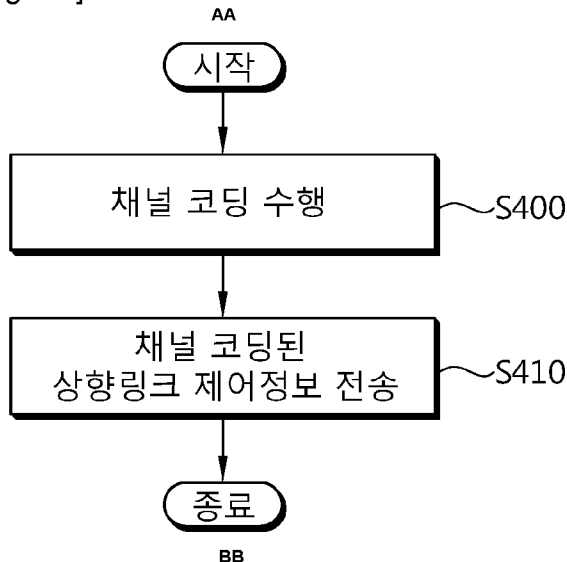 AA
시작
채널 코딩 수행
S400
채널 코딩된
상향링크 제어정보 전송
S410
종료
BB